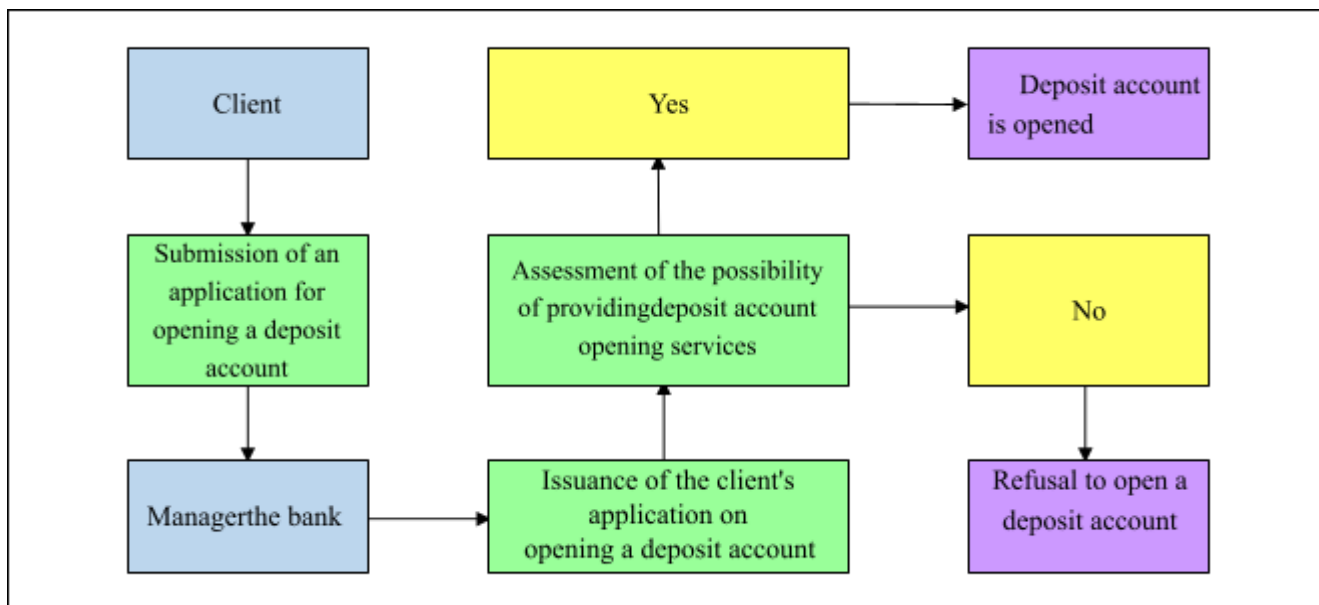 Client
Submission of an
application for
opening a deposit
account
Managerthe bank
Issuance of the client's
application on
opening a deposit account
Assessment of the possibility
of providingdeposit account
opening services
Yes
Deposit account
is opened
No
Refusal to open a
deposit account